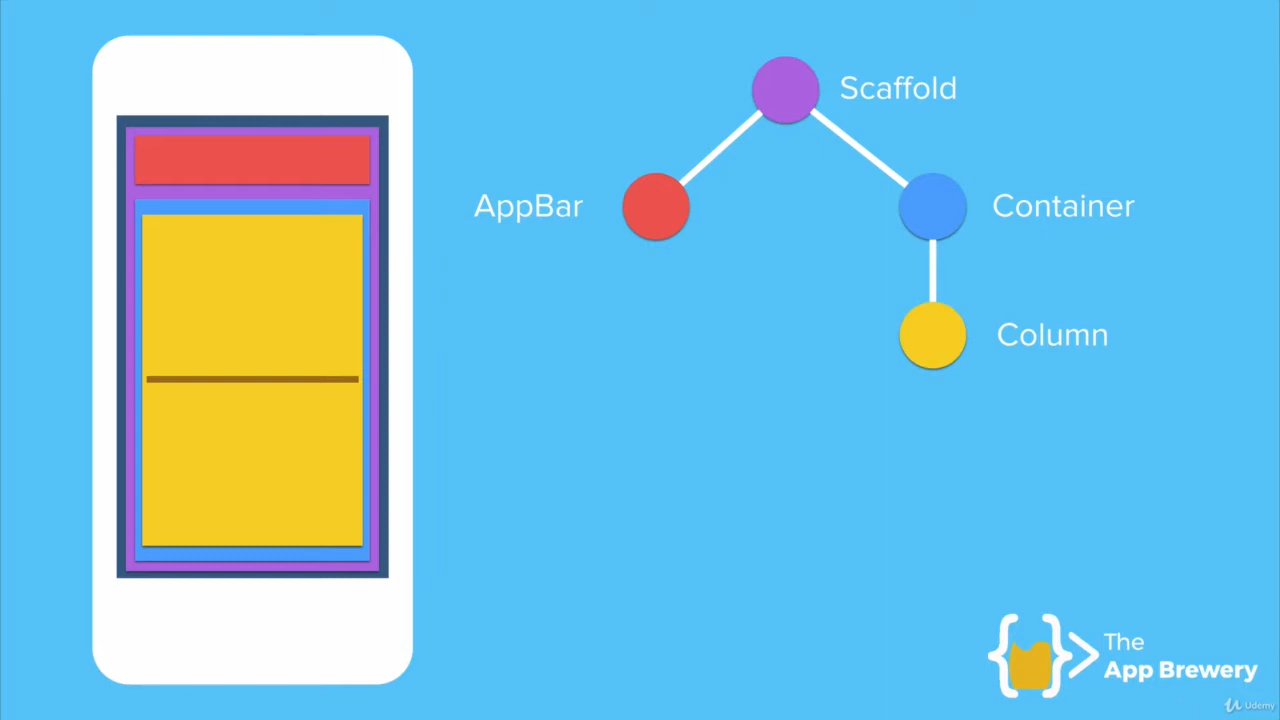 Scaffold
AppBar
Container
Column
The
App Brewery
Udemy